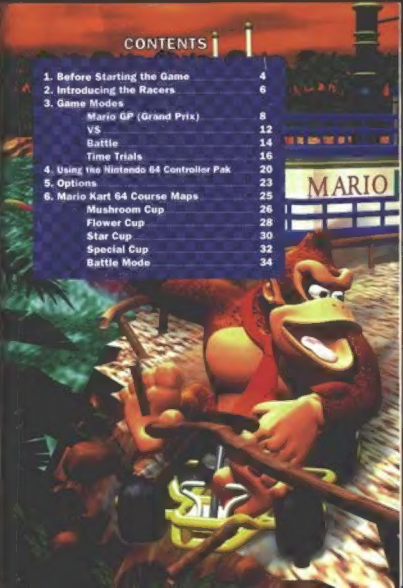 CONTENTS
1. Before Starting the Game 4
2. Introducing the Racers 6
3. Game Modes
Mario GP (Grand Prix) 8
VS 12
Battle 14
Time Trials 16
4. Using the Nintendo 64 Controller Pak 20
5. Options 23
6. Mario Kart 64 Course Maps 25
Mushroom Cup 26
Flower Cup 28
Star Cup 30
Special Cup 32
Battle Mode 34
MARIO